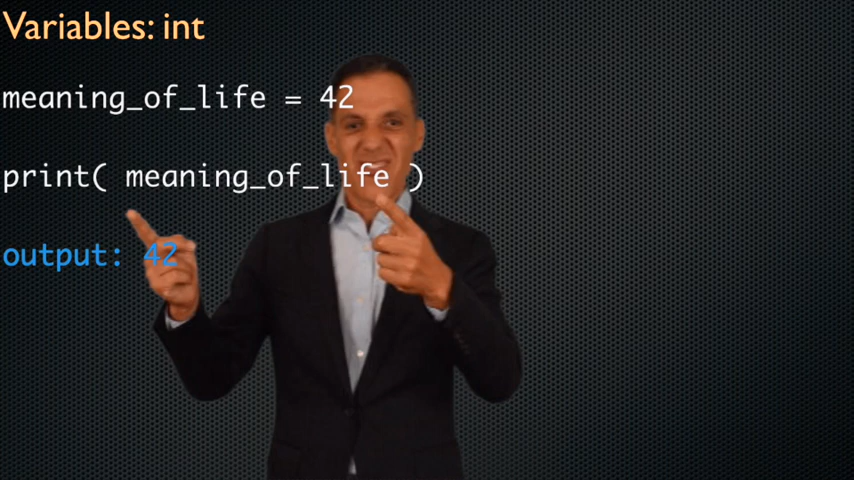 Variables: int
meaning_of_life = 42
print( meaning_of_life )
output: 42